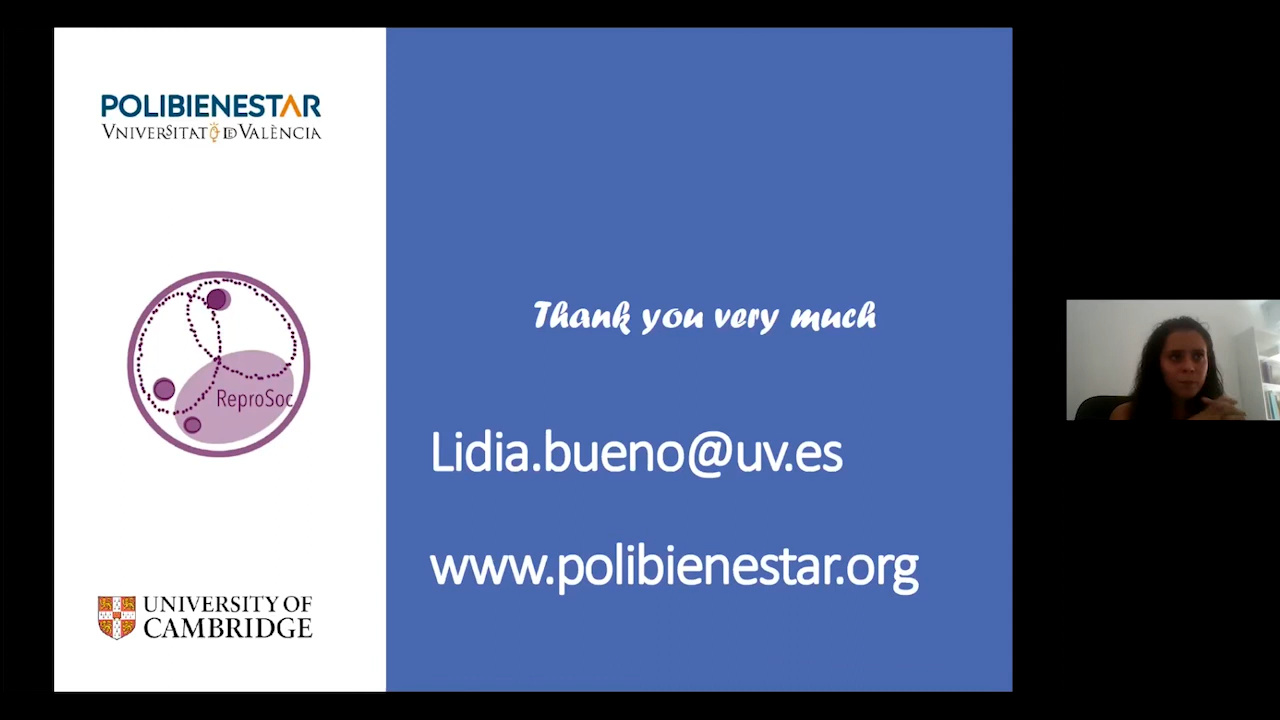 POLIBIENESTAR
VNIVERSITAT DE VALÈNCIA
ReproSoc
UNIVERSITY OF
CAMBRIDGE
Thank you very much
Lidia.bueno@uv.es
www.polibienestar.org